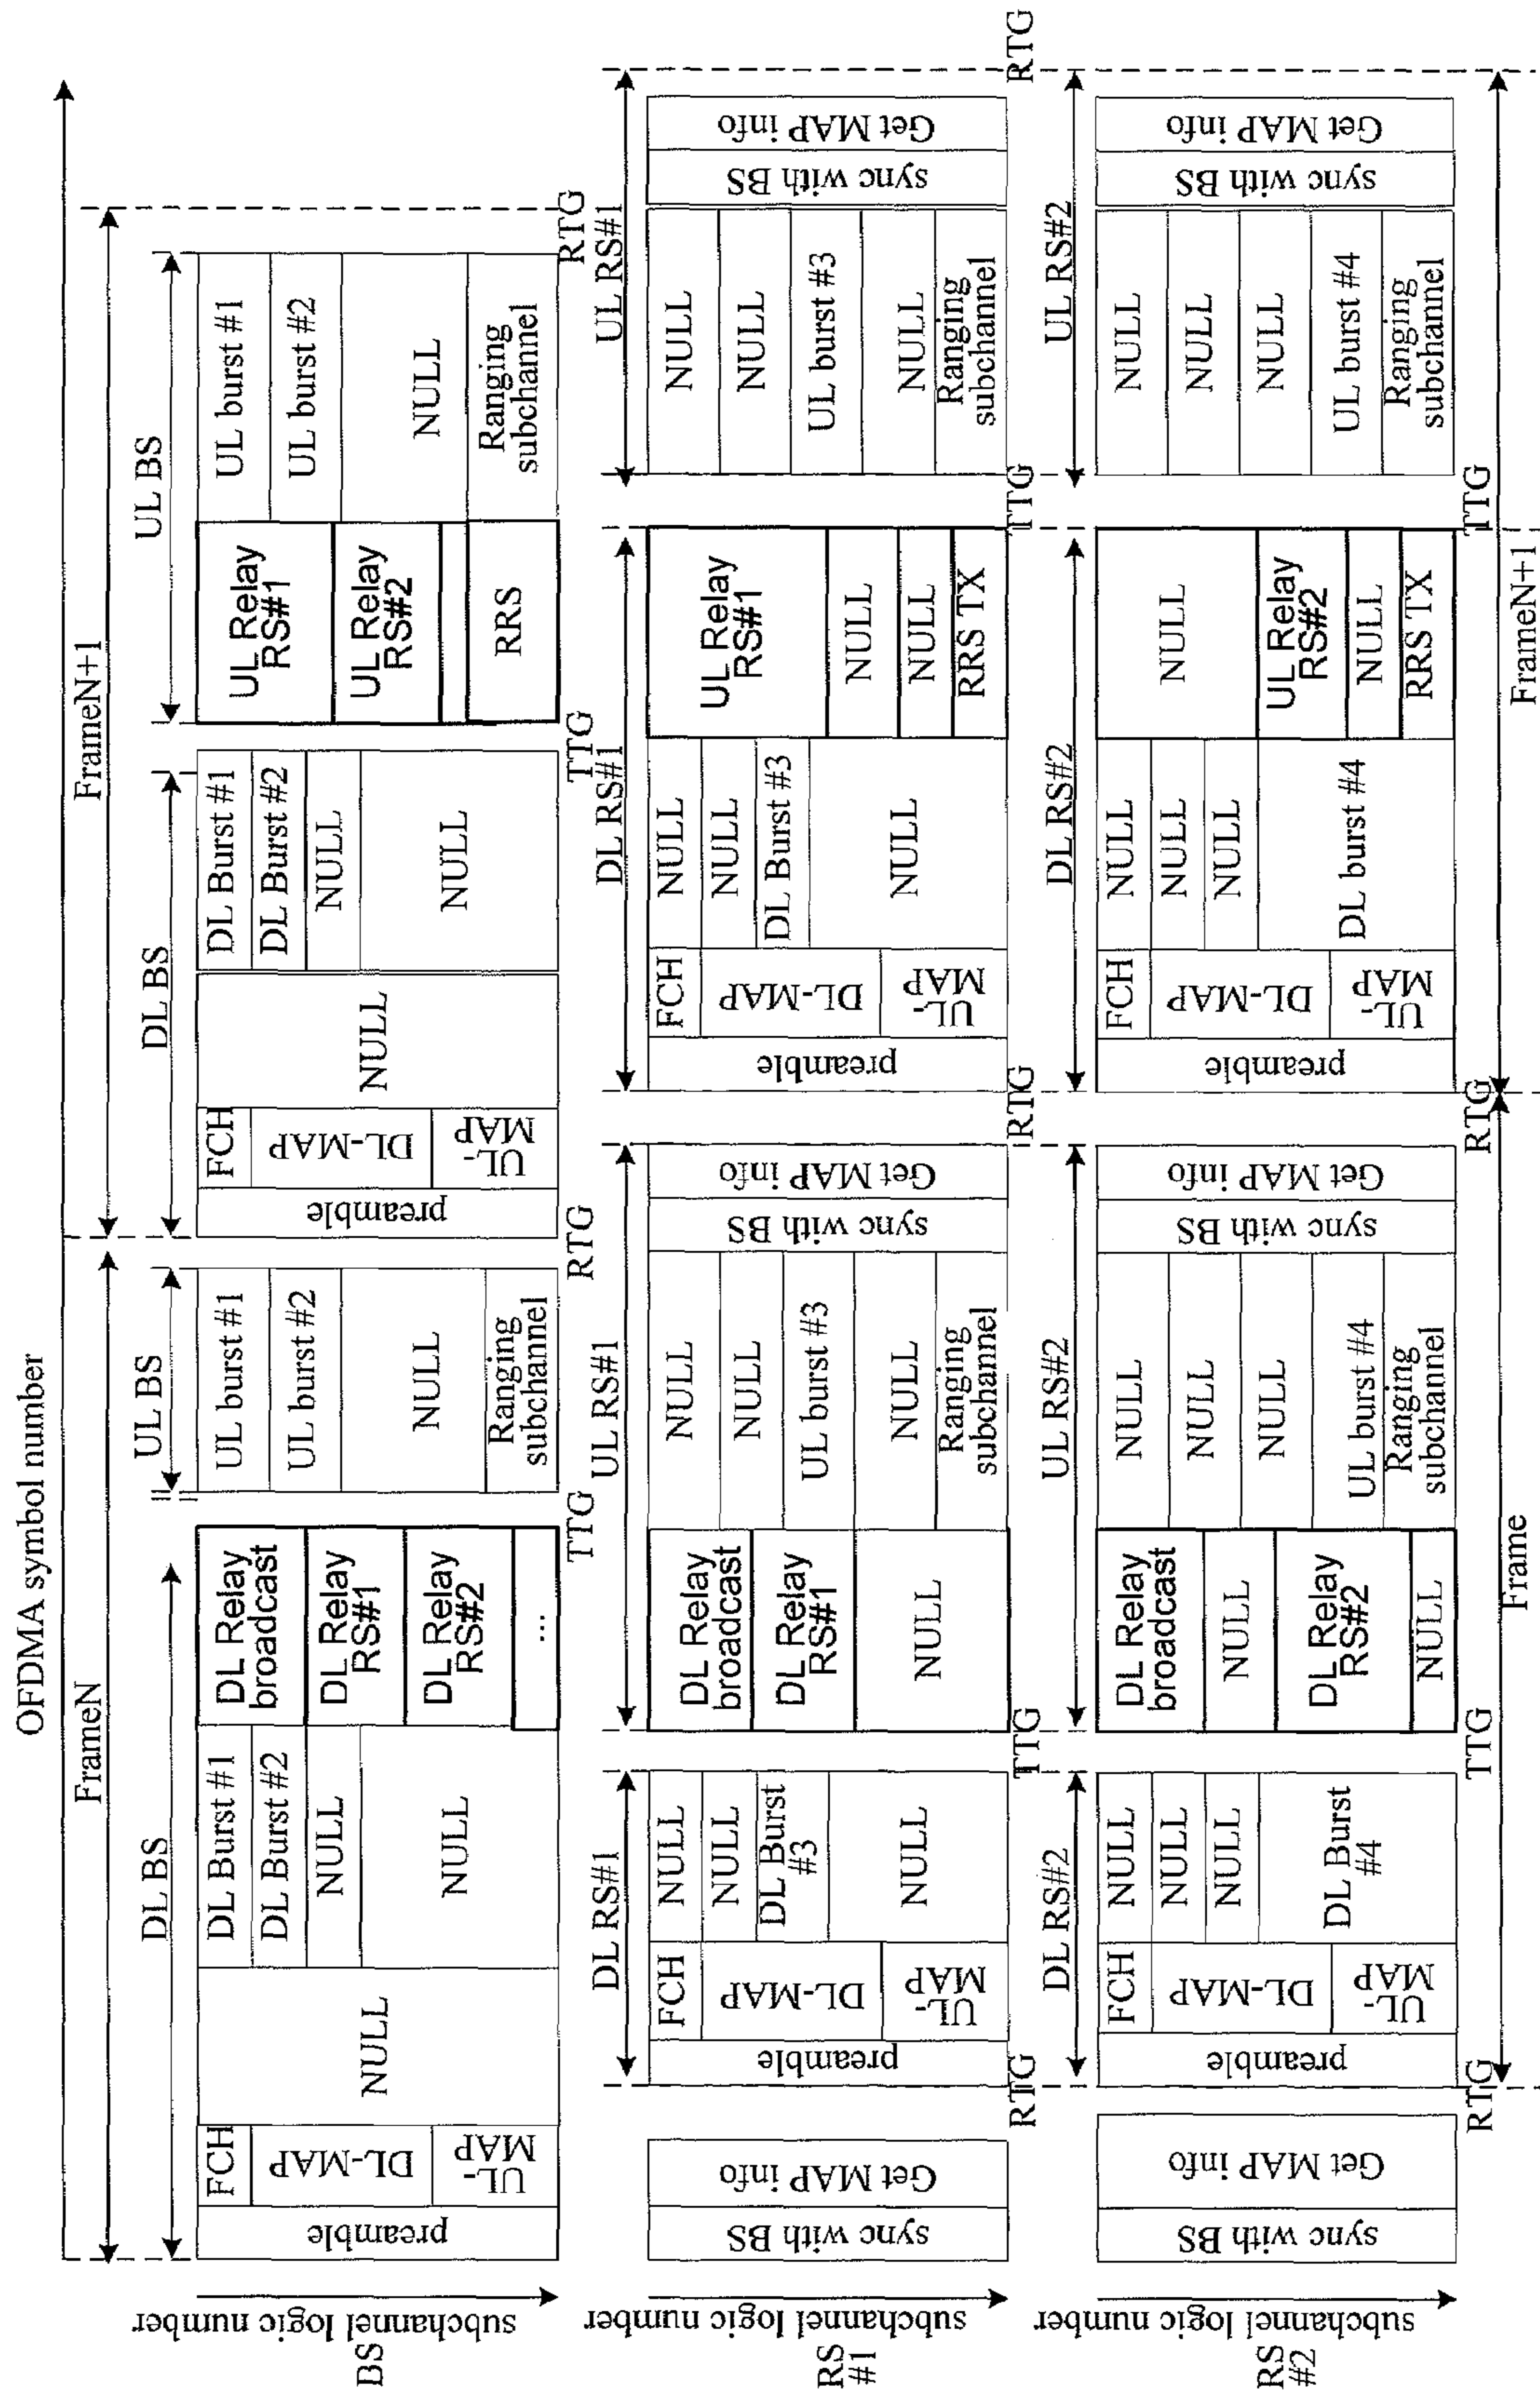 OFDMA symbol number
FrameN
FrameN+1
DL BS
UL BS
DL BS
UL BS
subchannel logic number
BS
preamble
FCH
DL-MAP
UL-
MAP
NULL
DL Burst #1
DL Burst #2
NULL
NULL
DL Relay
broadcast
DL Relay
RS#1
DL Relay
RS#2
...
TTG
UL burst #1
UL burst #2
NULL
Ranging
subchannel
RTG
preamble
FCH
DL-MAP
UL-
MAP
NULL
DL Burst #1
DL Burst #2
NULL
NULL
TTG
UL Relay
RS#1
UL Relay
RS#2
RRS
UL burst #1
UL burst #2
NULL
Ranging
subchannel
RTG
DL RS#1
UL RS#1
DL RS#1
UL RS#1
subchannel logic number
RS
#1
sync with BS
Get MAP info
RTG
preamble
FCH
DL-MAP
UL-
MAP
NULL
NULL
DL Burst
#3
NULL
TTG
DL Relay
broadcast
DL Relay
RS#1
NULL
NULL
NULL
UL burst #3
NULL
Ranging
subchannel
sync with BS
Get MAP info
RTG
preamble
FCH
DL-MAP
UL-
MAP
NULL
NULL
DL Burst #3
NULL
UL Relay
RS#1
NULL
NULL
RRS TX
TTG
NULL
NULL
UL burst #3
NULL
Ranging
subchannel
sync with BS
Get MAP info
RTG
DL RS#2
UL RS#2
DL RS#2
UL RS#2
subchannel logic number
RS
#2
sync with BS
Get MAP info
RTG
preamble
FCH
DL-MAP
UL-
MAP
NULL
NULL
NULL
DL Burst
#4
TTG
DL Relay
broadcast
NULL
DL Relay
RS#2
NULL
NULL
NULL
NULL
UL burst #4
Ranging
subchannel
sync with BS
Get MAP info
RTG
preamble
FCH
DL-MAP
UL-
MAP
NULL
NULL
NULL
DL burst #4
NULL
UL Relay
RS#2
NULL
RRS TX
TTG
NULL
NULL
NULL
UL burst #4
Ranging
subchannel
sync with BS
Get MAP info
Frame
FrameN+1